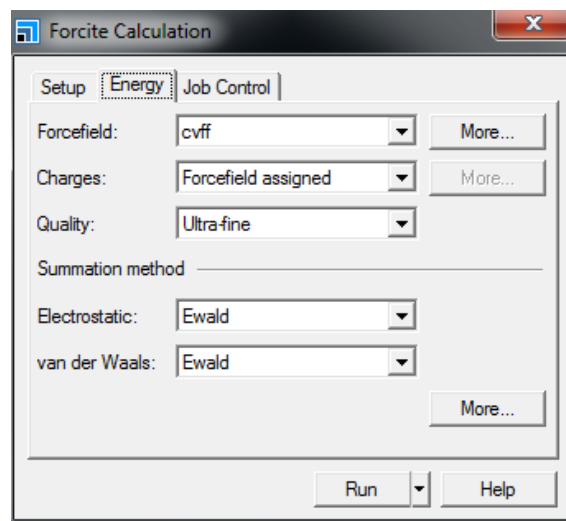 Forcite Calculation
Setup Energy Job Control
Forcefield: cvff More...
Charges: Forcefield assigned More...
Quality: Ultra-fine
Summation method
Electrostatic: Ewald
van der Waals: Ewald
More...
Run Help